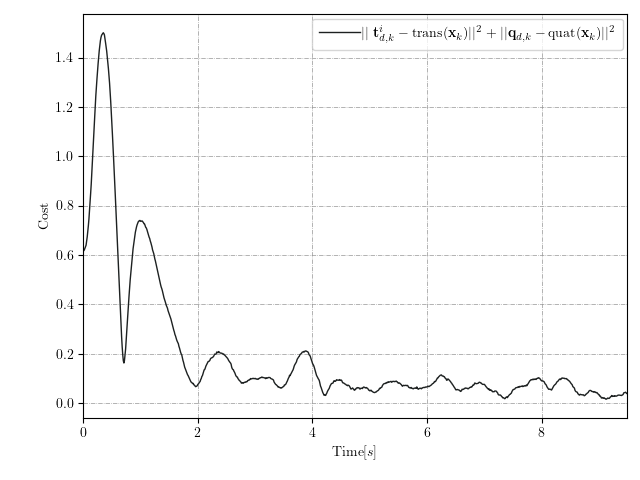 || t^i_{d,k} − trans(x_k)||^2 + ||q_{d,k} − quat(x_k)||^2
1.4
1.2
1.0
0.8
0.6
0.4
0.2
0.0
Cost
0 2 4 6 8
Time[s]